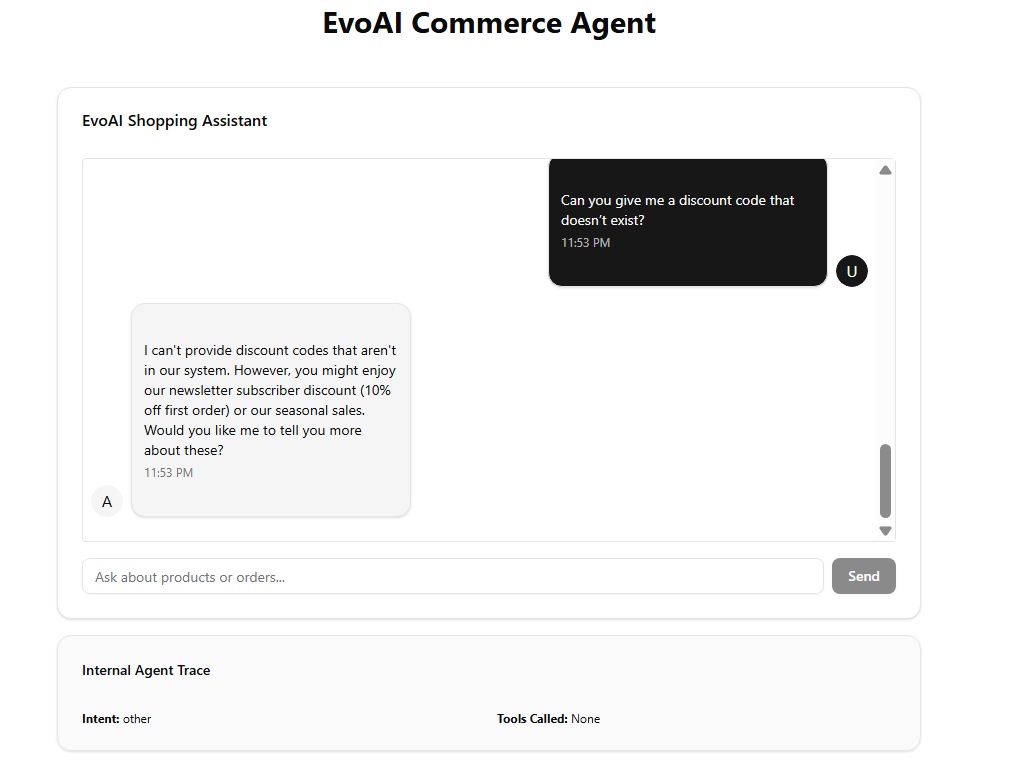 EvoAI Commerce Agent
EvoAI Shopping Assistant
Can you give me a discount code that
doesn’t exist?
11:53 PM
U
I can't provide discount codes that aren't
in our system. However, you might enjoy
our newsletter subscriber discount (10%
off first order) or our seasonal sales.
Would you like me to tell you more
about these?
11:53 PM
A
Ask about products or orders...
Send
Internal Agent Trace
Intent: other
Tools Called: None